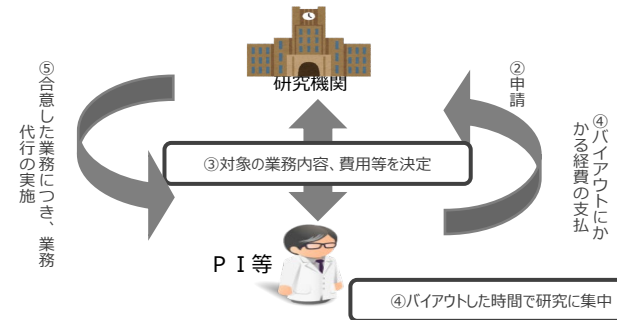 研究機関
⑤合意した業務につき、業務
代行の実施
②申請
④バイアウトにか
かる経費の支払
③対象の業務内容、費用等を決定
PI等
④バイアウトした時間で研究に集中